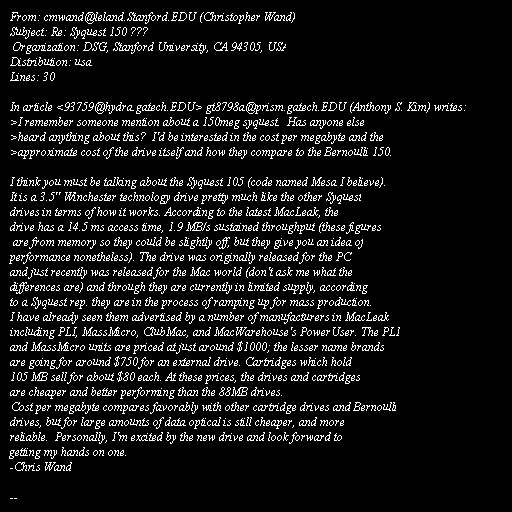 From: cmwand@leland.Stanford.EDU (Christopher Wand)
Subject: Re: Syquest 150 ???
Organization: DSG, Stanford University, CA 94305, USA
Distribution: usa
Lines: 30

In article <93759@hydra.gatech.EDU> gt8798a@prism.gatech.EDU (Anthony S. Kim) writes:
>I remember someone mention about a 150meg syquest.  Has anyone else
>heard anything about this?  I'd be interested in the cost per megabyte and the
>approximate cost of the drive itself and how they compare to the Bernoulli 150.

I think you must be talking about the Syquest 105 (code named Mesa I believe).
It is a 3.5" Winchester technology drive pretty much like the other Syquest
drives in terms of how it works. According to the latest MacLeak, the
drive has a 14.5 ms access time, 1.9 MB/s sustained throughput (these figures
are from memory so they could be slightly off, but they give you an idea of
performance nonetheless). The drive was originally released for the PC
and just recently was released for the Mac world (don't ask me what the
differences are) and through they are currently in limited supply, according
to a Syquest rep. they are in the process of ramping up for mass production.
I have already seen them advertised by a number of manufacturers in MacLeak
including PLI, MassMicro, ClubMac, and MacWarehouse's PowerUser. The PLI
and MassMicro units are priced at just around $1000; the lesser name brands
are going for around $750 for an external drive. Cartridges which hold
105 MB sell for about $80 each. At these prices, the drives and cartridges
are cheaper and better performing than the 88MB drives.
Cost per megabyte compares favorably with other cartridge drives and Bernoulli
drives, but for large amounts of data optical is still cheaper, and more
reliable.  Personally, I'm excited by the new drive and look forward to
getting my hands on one.
-Chris Wand

--